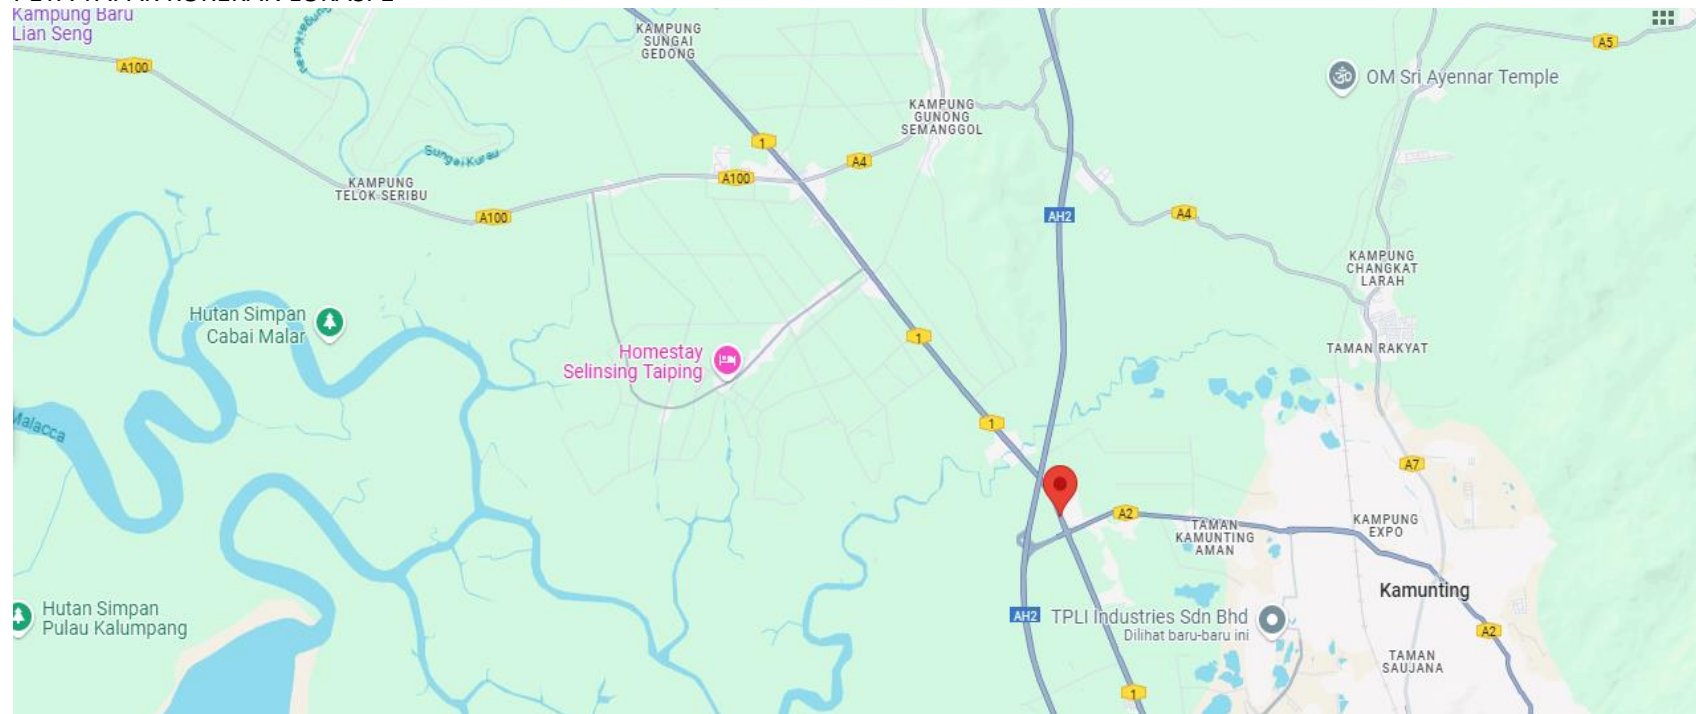 Kampung Baru
Lian Seng
KAMPUNG
SUNGAI
GEDONG
A5
A100
OM Sri Ayennar Temple
KAMPUNG
GUNONG
SEMANGGOL
1
A4
Sungai Kurau
A100
KAMPUNG
TELOK SERIBU
A100
AH2
A4
KAMPUNG
CHANGKAT
LARAH
Hutan Simpan
Cabai Malar
1
Homestay
Selinsing Taiping
TAMAN RAKYAT
Malacca
1
A7
A2
TAMAN
KAMUNTING
AMAN
KAMPUNG
EXPO
Kamunting
Hutan Simpan
Pulau Kalumpang
AH2
TPLI Industries Sdn Bhd
Dilihat baru-baru ini
A2
TAMAN
SAUJANA
1